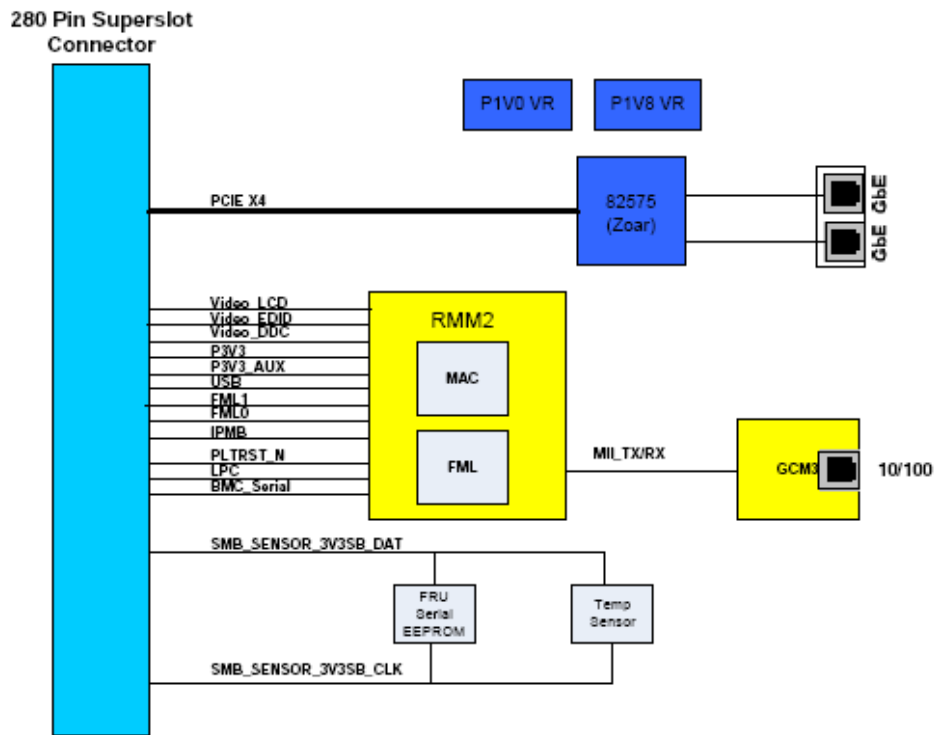 280 Pin Superslot
Connector
P1V0 VR
P1V8 VR
PCIE X4
82575
(Zoar)
GbE
GbE
Video_LCD
Video_EDID
Video_DDC
P3V3
P3V3_AUX
USB
FML1
FML0
IPMB
PLTRST_N
LPC
BMC_Serial
RMM2
MAC
FML
MII_TX/RX
GCM3
10/100
SMB_SENSOR_3V3SB_DAT
FRU
Serial
EEPROM
Temp
Sensor
SMB_SENSOR_3V3SB_CLK